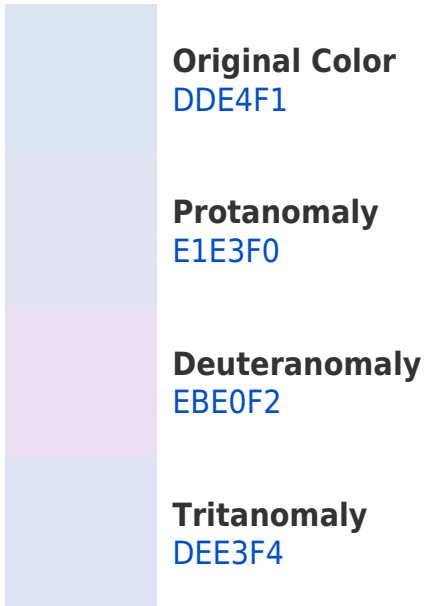 Original Color
DDE4F1
Protanomaly
E1E3F0
Deuteranomaly
EBE0F2
Tritanomaly
DEE3F4